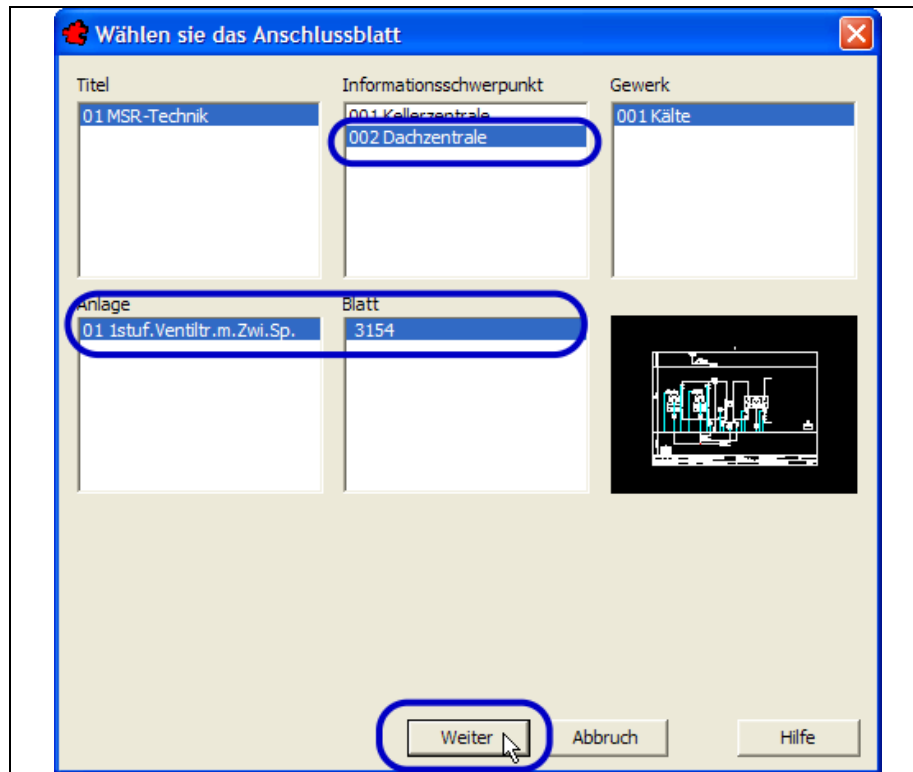 Wählen sie das Anschlussblatt
Titel
Informationsschwerpunkt
Gewerk
01 MSR-Technik
001 Kellerzentrale
002 Dachzentrale
001 Kälte
Anlage
Blatt
01 1stuf.Ventiltr.m.Zwi.Sp.
3154
Weiter
Abbruch
Hilfe